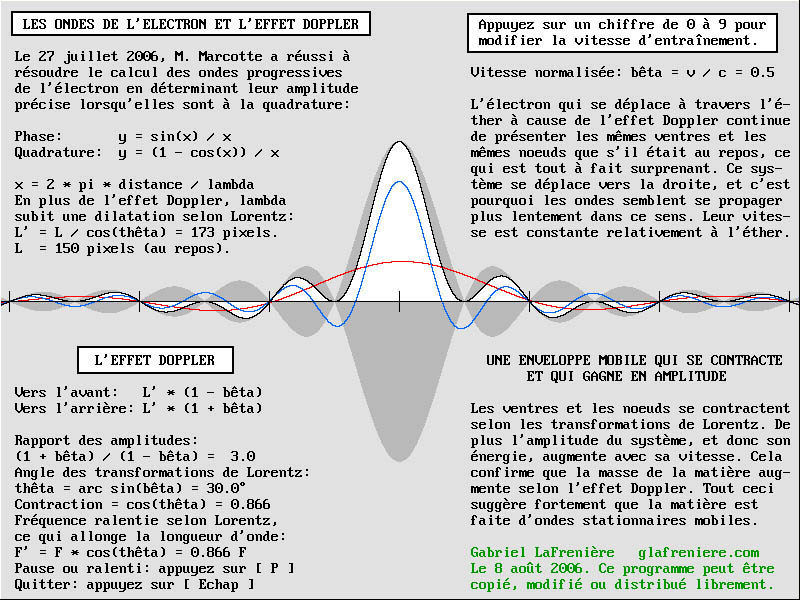 LES ONDES DE L'ELECTRON ET L'EFFET DOPPLER
Le 27 juillet 2006, M. Marcotte a réussi à
résoudre le calcul des ondes progressives
de l'électron en déterminant leur amplitude
précise lorsqu'elles sont à la quadrature:
Phase:       y = sin(x) / x
Quadrature:  y = (1 - cos(x)) / x
x = 2 * pi * distance / lambda
En plus de l'effet Doppler, lambda
subit une dilatation selon Lorentz:
L' = L / cos(thêta) = 173 pixels.
L  = 150 pixels (au repos).
Appuyez sur un chiffre de 0 à 9 pour
modifier la vitesse d'entraînement.
Vitesse normalisée: bêta = v / c = 0.5
L'électron qui se déplace à travers l'é-
ther à cause de l'effet Doppler continue
de présenter les mêmes ventres et les
mêmes noeuds que s'il était au repos, ce
qui est tout à fait surprenant. Ce sys-
tème se déplace vers la droite, et c'est
pourquoi les ondes semblent se propager
plus lentement dans ce sens. Leur vites-
se est constante relativement à l'éther.
L'EFFET DOPPLER
Vers l'avant:   L' * (1 - bêta)
Vers l'arrière: L' * (1 + bêta)
Rapport des amplitudes:
(1 + bêta) / (1 - bêta) =  3.0
Angle des transformations de Lorentz:
thêta = arc sin(bêta) = 30.0°
Contraction = cos(thêta) = 0.866
Fréquence ralentie selon Lorentz,
ce qui allonge la longueur d'onde:
F' = F * cos(thêta) = 0.866 F
Pause ou ralenti: appuyez sur [ P ]
Quitter: appuyez sur [ Echap ]
UNE ENVELOPPE MOBILE QUI SE CONTRACTE
ET QUI GAGNE EN AMPLITUDE
Les ventres et les noeuds se contractent
selon les transformations de Lorentz. De
plus l'amplitude du système, et donc son
énergie, augmente avec sa vitesse. Cela
confirme que la masse de la matière aug-
mente selon l'effet Doppler. Tout ceci
suggère fortement que la matière est
faite d'ondes stationnaires mobiles.
Gabriel LaFrenière   glafreniere.com
Le 8 août 2006. Ce programme peut être
copié, modifié ou distribué librement.